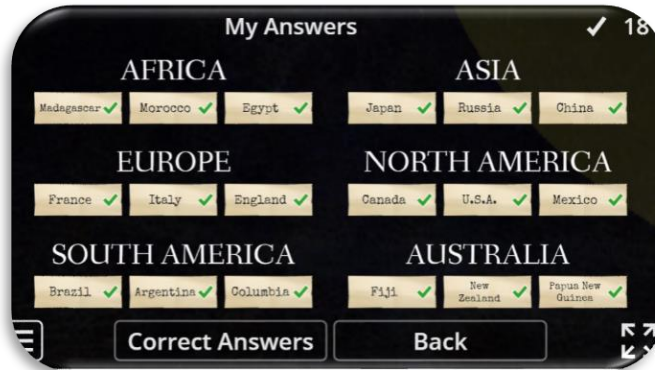 My Answers
✓ 18
AFRICA
Madagascar ✓ Morocco ✓ Egypt ✓
ASIA
Japan ✓ Russia ✓ China ✓
EUROPE
France ✓ Italy ✓ England ✓
NORTH AMERICA
Canada ✓ U.S.A. ✓ Mexico ✓
SOUTH AMERICA
Brazil ✓ Argentina ✓ Columbia ✓
AUSTRALIA
Fiji ✓ New Zealand ✓ Papua New Guinea ✓
Correct Answers
Back